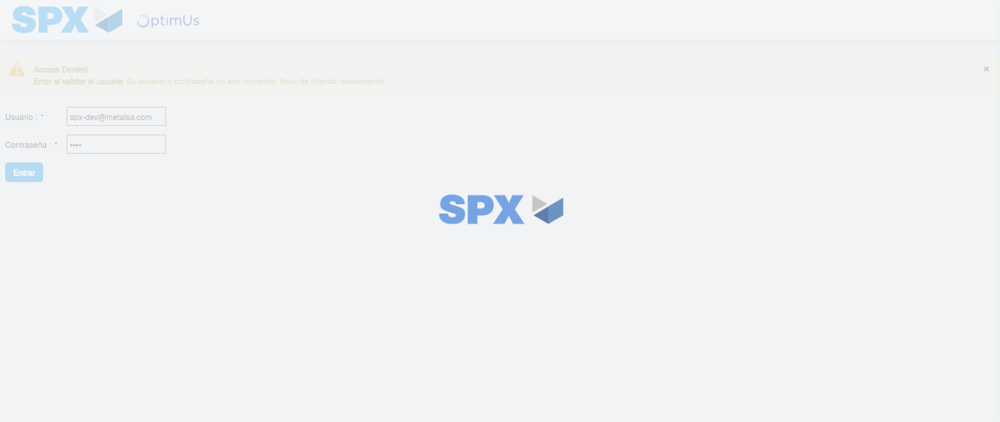 SPX OptimUs
Access Denied
Error al validar el usuario Su usuario o contraseña no son correctos, favor de intentar nuevamente
Usuario : * spx-dev@metalsa.com
Contraseña : * ••••
Entrar
SPX